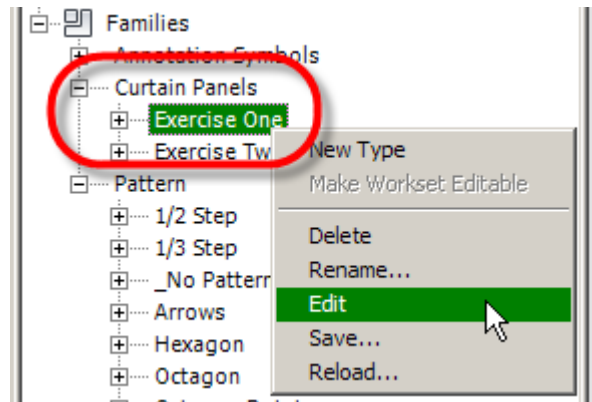 Families
Annotation Symbols
Curtain Panels
Exercise One
Exercise Tw
Pattern
1/2 Step
1/3 Step
_No Patterr
Arrows
Hexagon
Octagon
New Type
Make Workset Editable
Delete
Rename...
Edit
Save...
Reload...